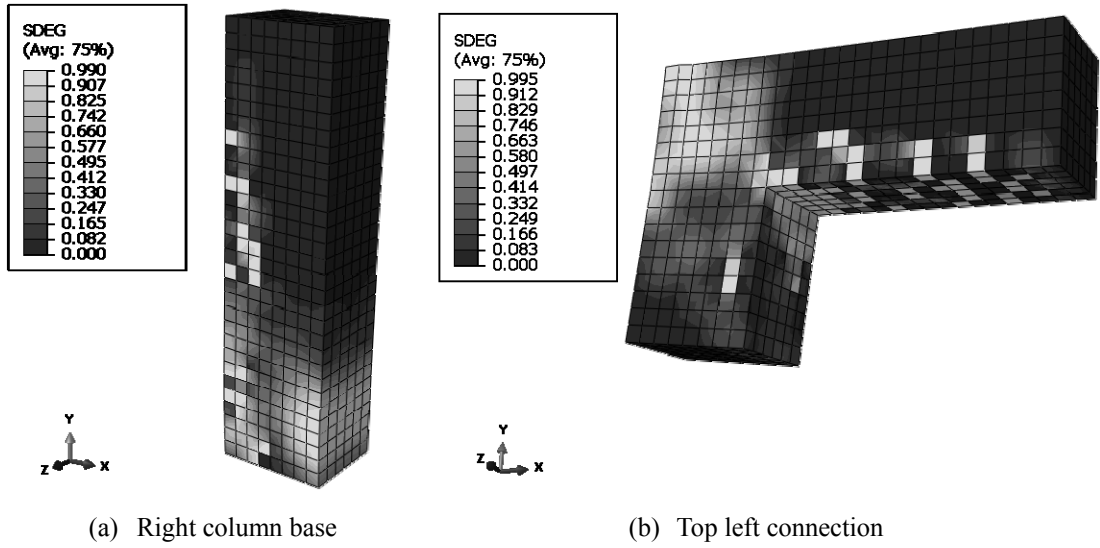 SDEG
(Avg: 75%)
0.990
0.907
0.825
0.742
0.660
0.577
0.495
0.412
0.330
0.247
0.165
0.082
0.000
Y
Z
X
(a) Right column base
SDEG
(Avg: 75%)
0.995
0.912
0.829
0.746
0.663
0.580
0.497
0.414
0.332
0.249
0.166
0.083
0.000
Y
Z
X
(b) Top left connection